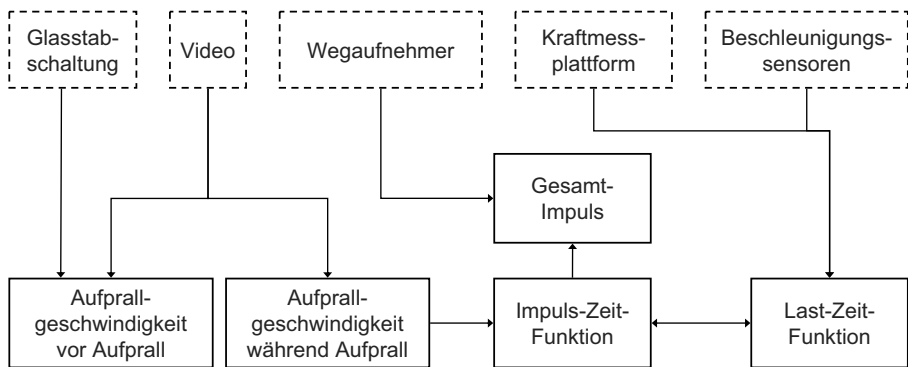 Glasstab-
schaltung
Video
Wegaufnehmer
Kraftmess-
plattform
Beschleunigungs-
sensoren
Gesamt-
Impuls
Aufprall-
geschwindigkeit
vor Aufprall
Aufprall-
geschwindigkeit
während Aufprall
Impuls-Zeit-
Funktion
Last-Zeit-
Funktion